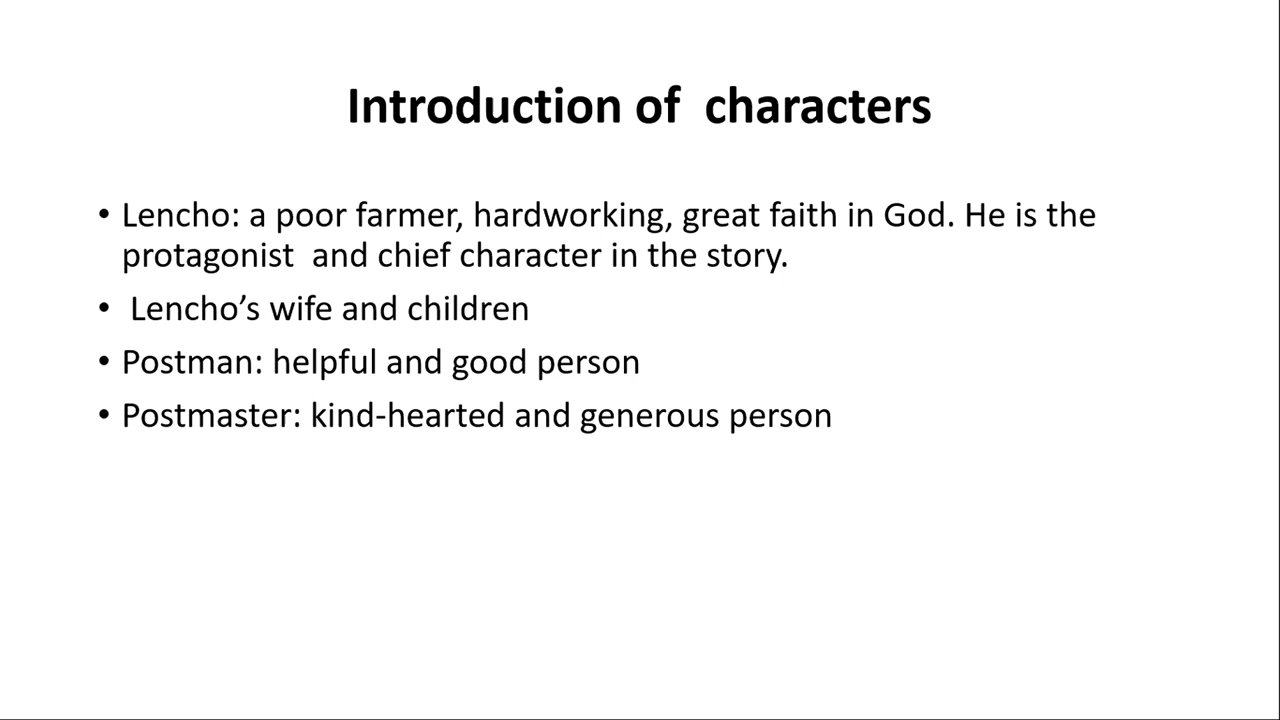 Introduction of  characters
• Lencho: a poor farmer, hardworking, great faith in God. He is the
protagonist  and chief character in the story.
•  Lencho’s wife and children
• Postman: helpful and good person
• Postmaster: kind-hearted and generous person